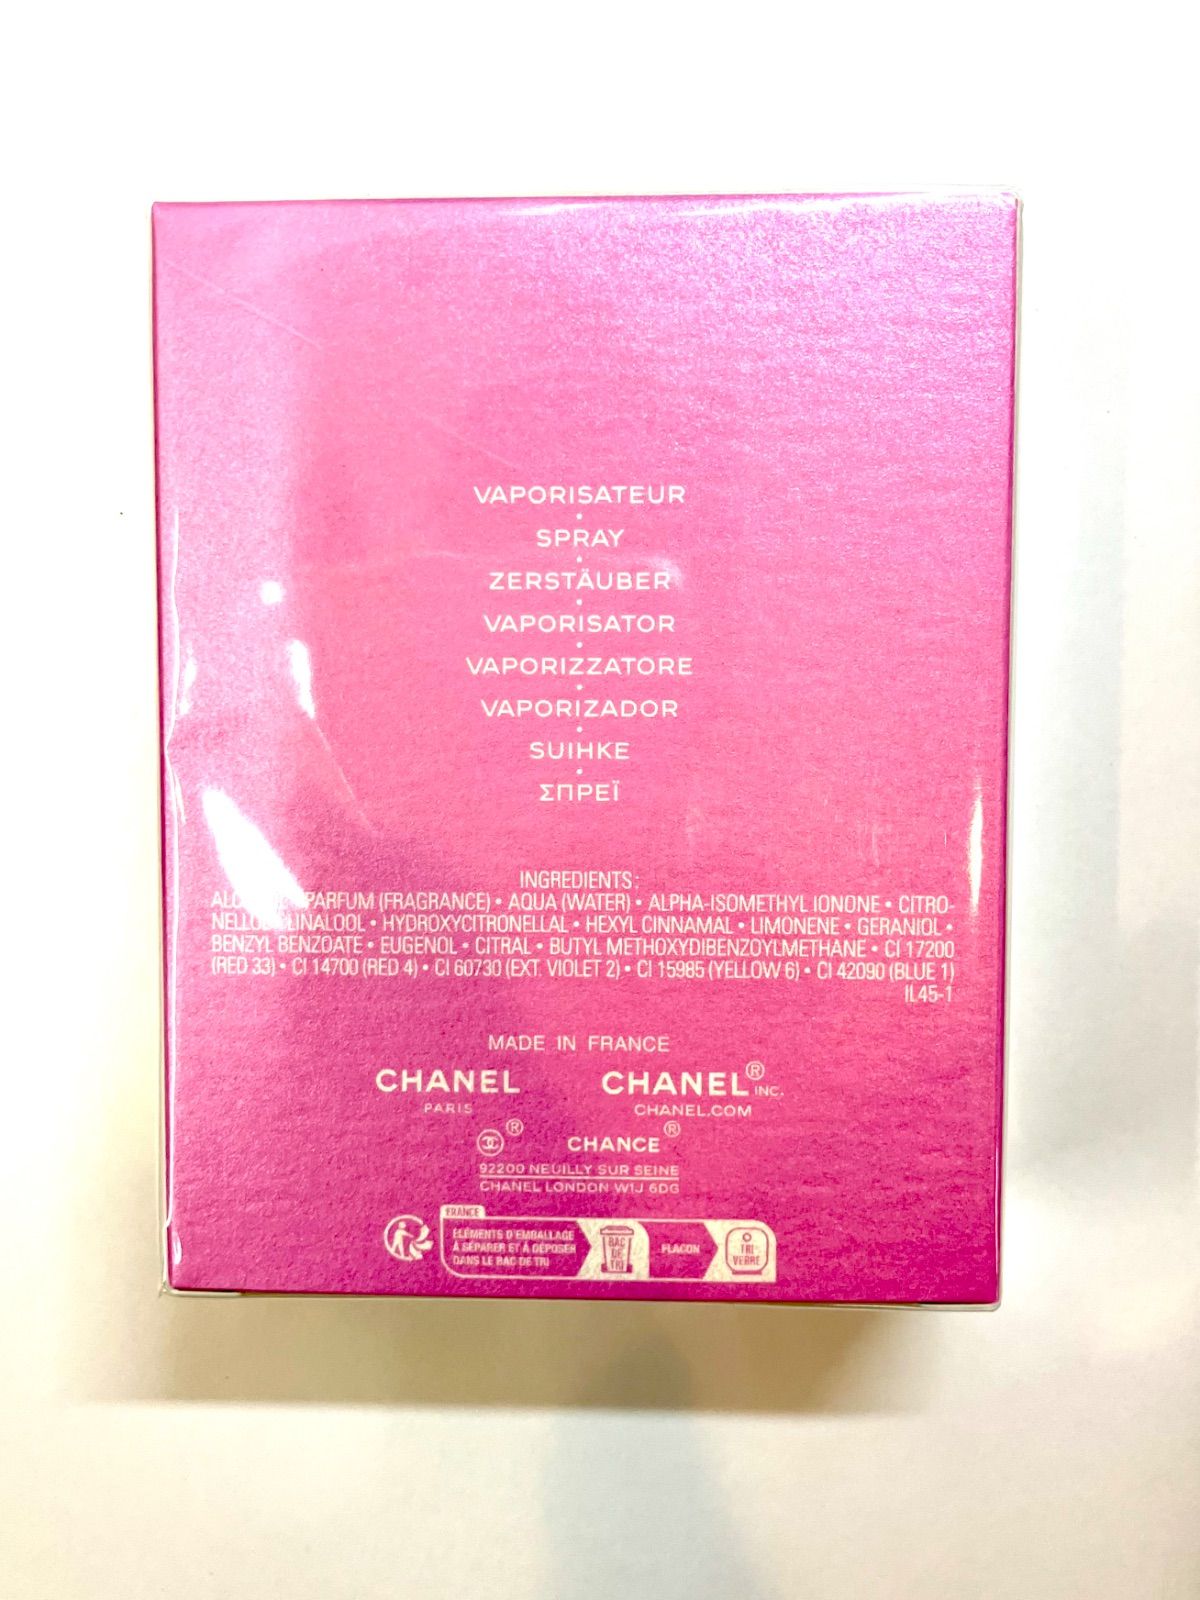 VAPORISATEUR
•
SPRAY
•
ZERSTÄUBER
•
VAPORISATOR
•
VAPORIZZATORE
•
VAPORIZADOR
•
SUIHKE
•
ΣΠΡΕΪ
INGREDIENTS:
PARFUM (FRAGRANCE) • AQUA (WATER) • ALPHA-ISOMETHYL IONONE • CITRO-
LINALOOL • HYDROXYCITRONELLAL • HEXYL CINNAMAL • LIMONENE • GERANIOL •
BENZYL BENZOATE • EUGENOL • CITRAL • BUTYL METHOXYDIBENZOYLMETHANE • CI 17200
(RED 33) • CI 14700 (RED 4) • CI 60730 (EXT. VIOLET 2) • CI 15985 (YELLOW 6) • CI 42090 (BLUE 1)
IL45-1
MADE IN FRANCE
CHANEL CHANEL® INC.
PARIS CHANEL.COM
® CHANCE®
92200 NEUILLY SUR SEINE
CHANEL LONDON W1J 6DG
FRANCE
ÉLÉMENTS D'EMBALLAGE
À SÉPARER ET À DÉPOSER
DANS LE BAC DE TRI
BAC
DE
TRI
FLACON
TRI-
VERRE